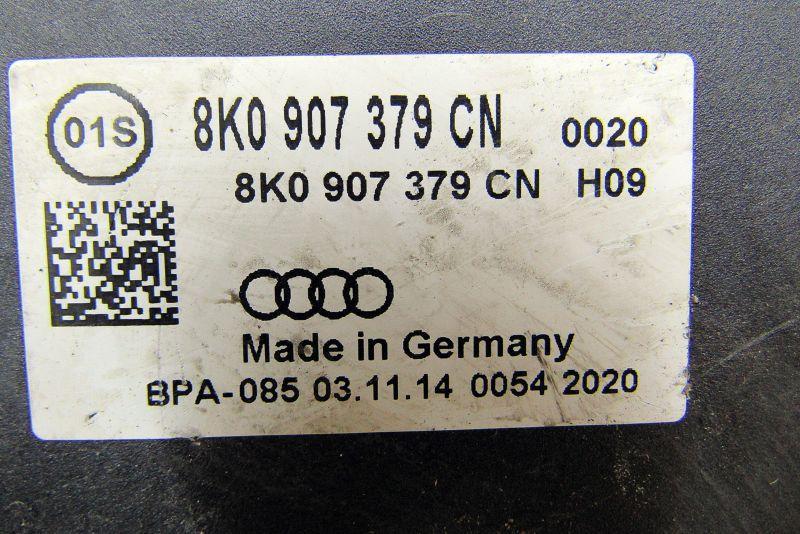 01S 8K0 907 379 CN 0020
8K0 907 379 CN H09
Made in Germany
BPA-085 03.11.14 0054 2020